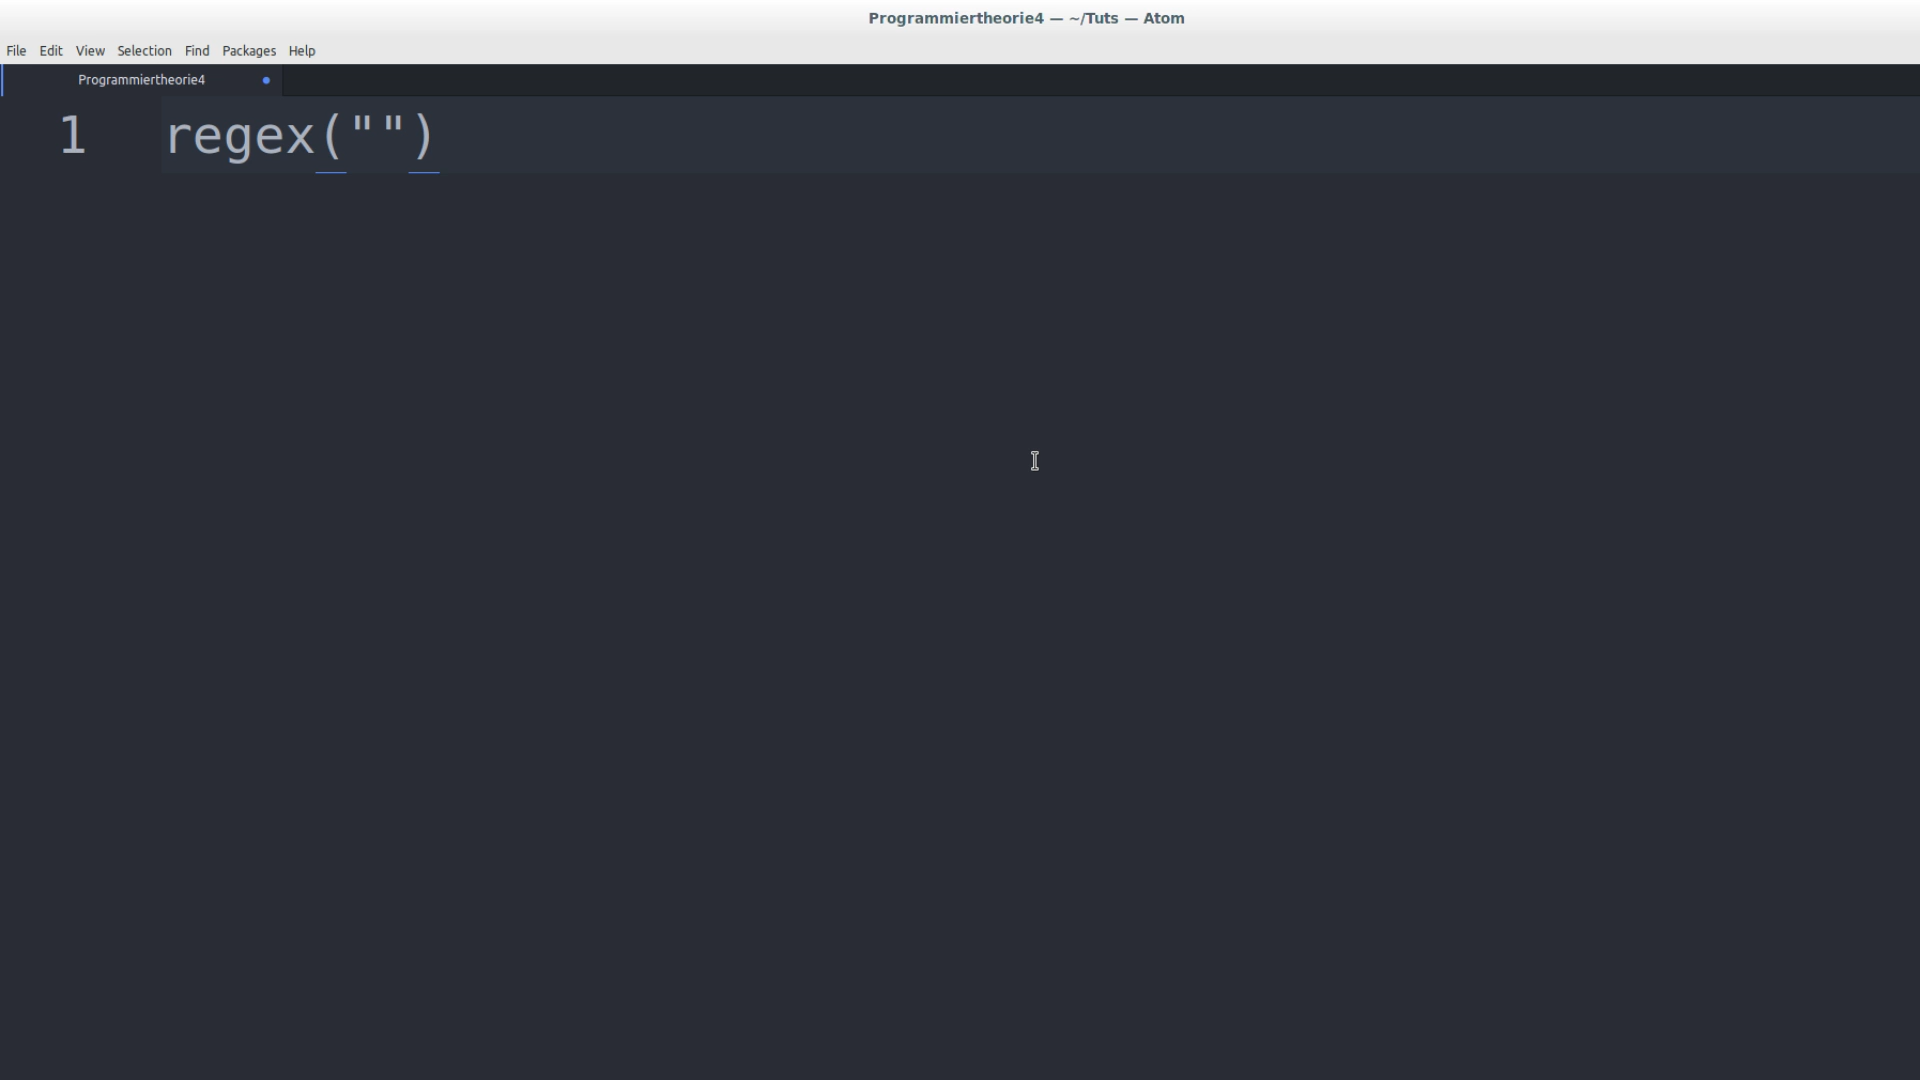 Programmiertheorie4 — ~/Tuts — Atom
File Edit View Selection Find Packages Help
Programmiertheorie4
1 regex("")